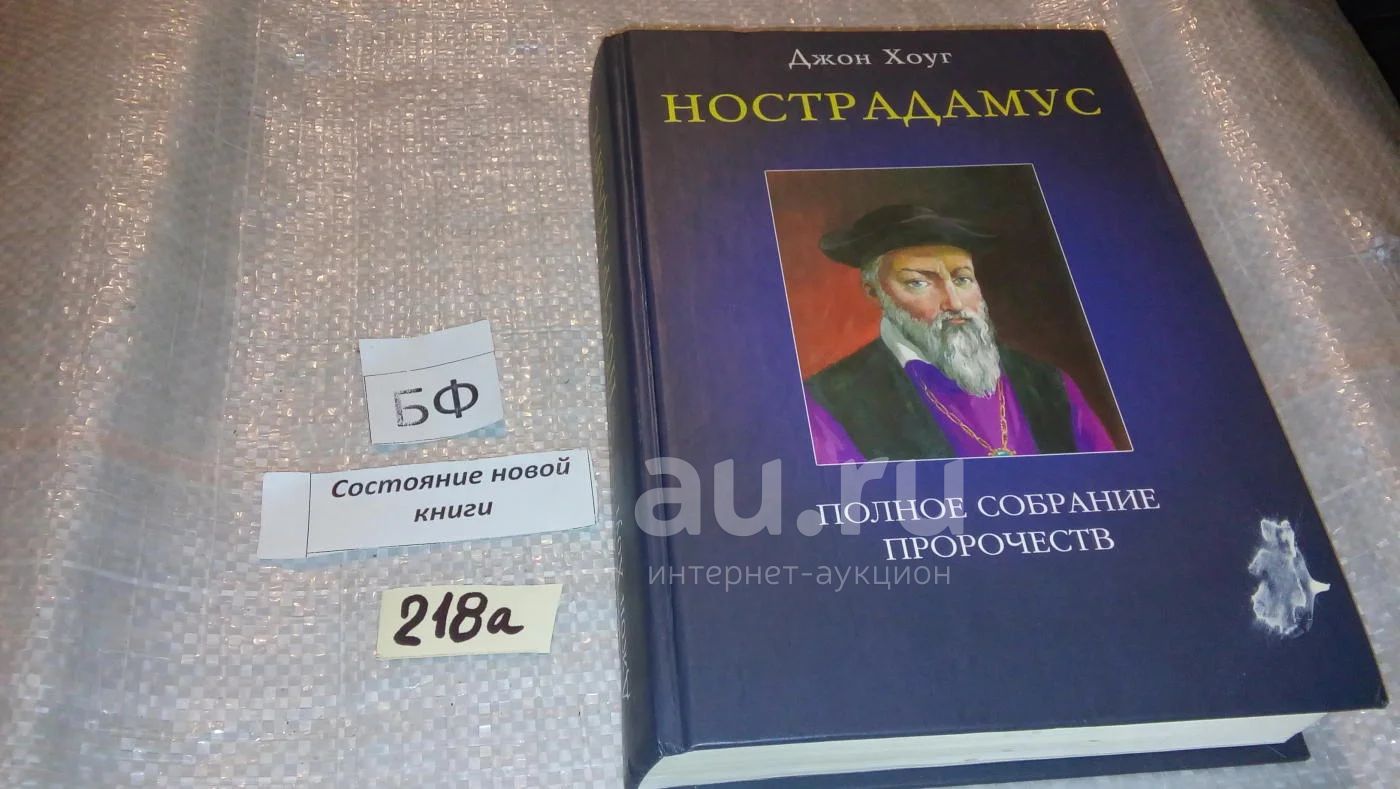 Джон Хоуг
НОСТРАДАМУС
ПОЛНОЕ СОБРАНИЕ
ПРОРОЧЕСТВ
БФ
Состояние новой
книги
218а
au.ru
интернет-аукцион